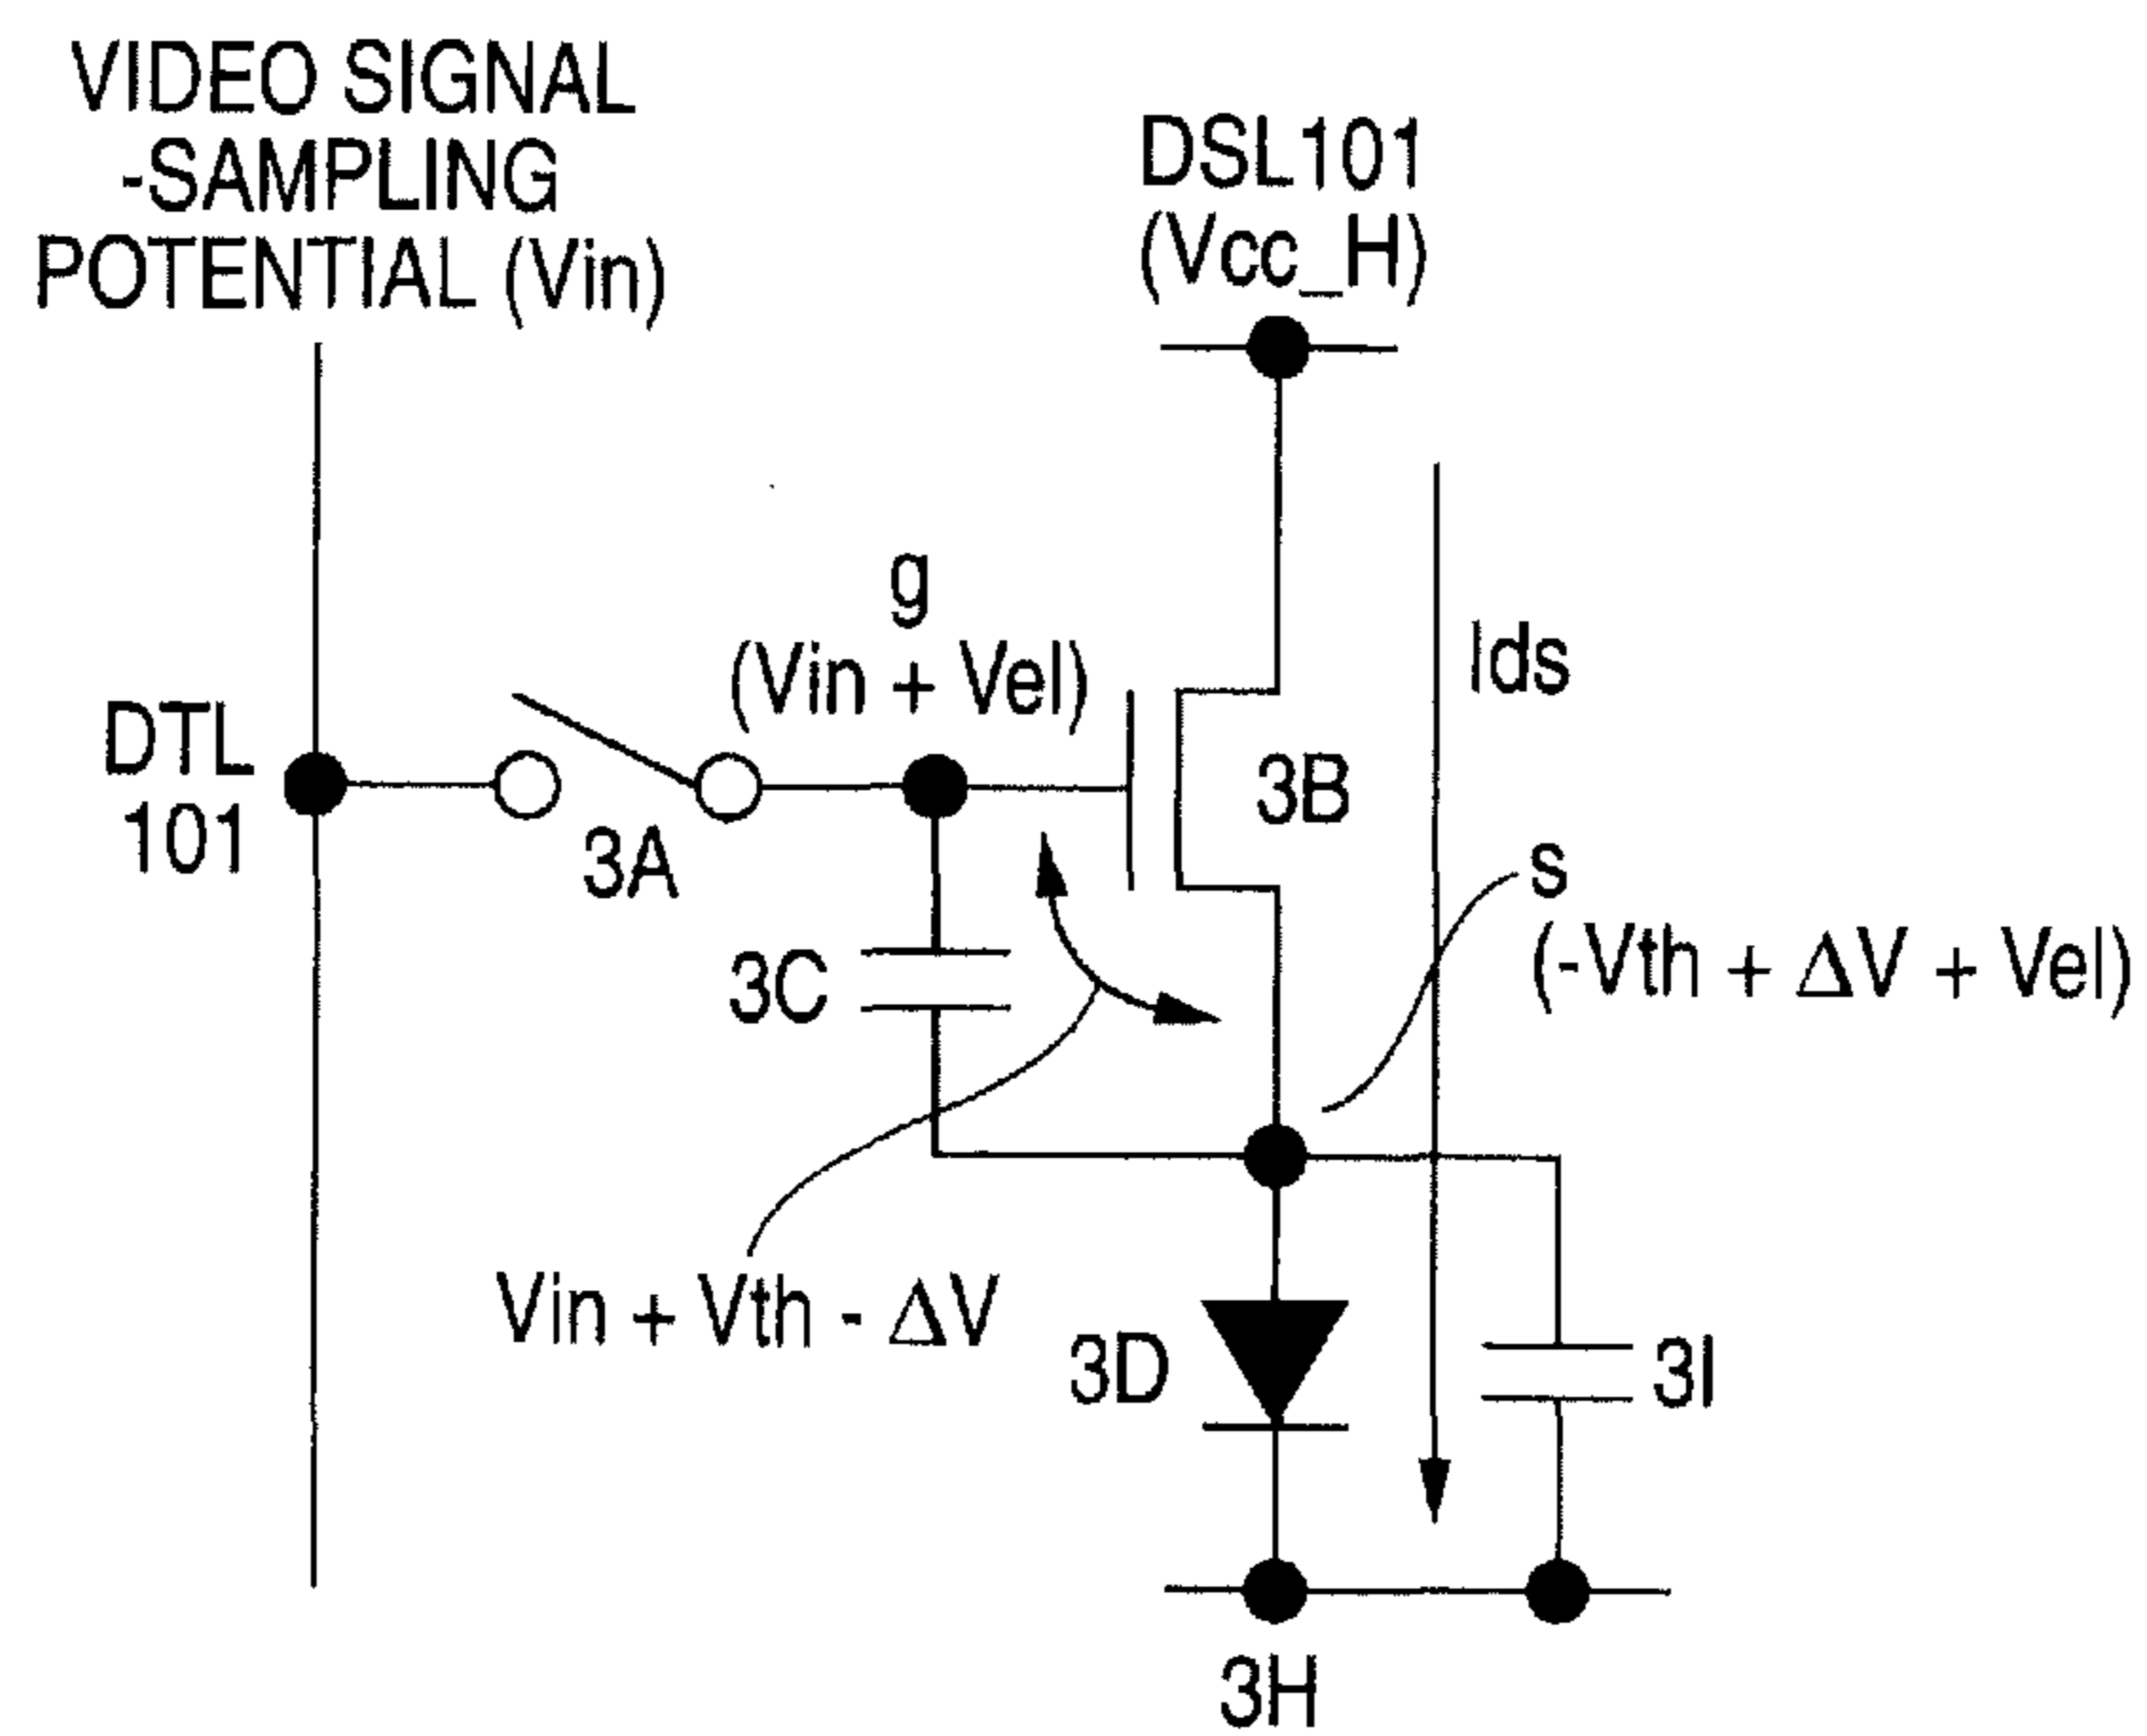 VIDEO SIGNAL
-SAMPLING
POTENTIAL (Vin)
DSL101
(Vcc_H)
g
(Vin + Vel)
Ids
DTL
101
3A
3B
s
(-Vth + ΔV + Vel)
3C
Vin + Vth - ΔV
3D
3I
3H